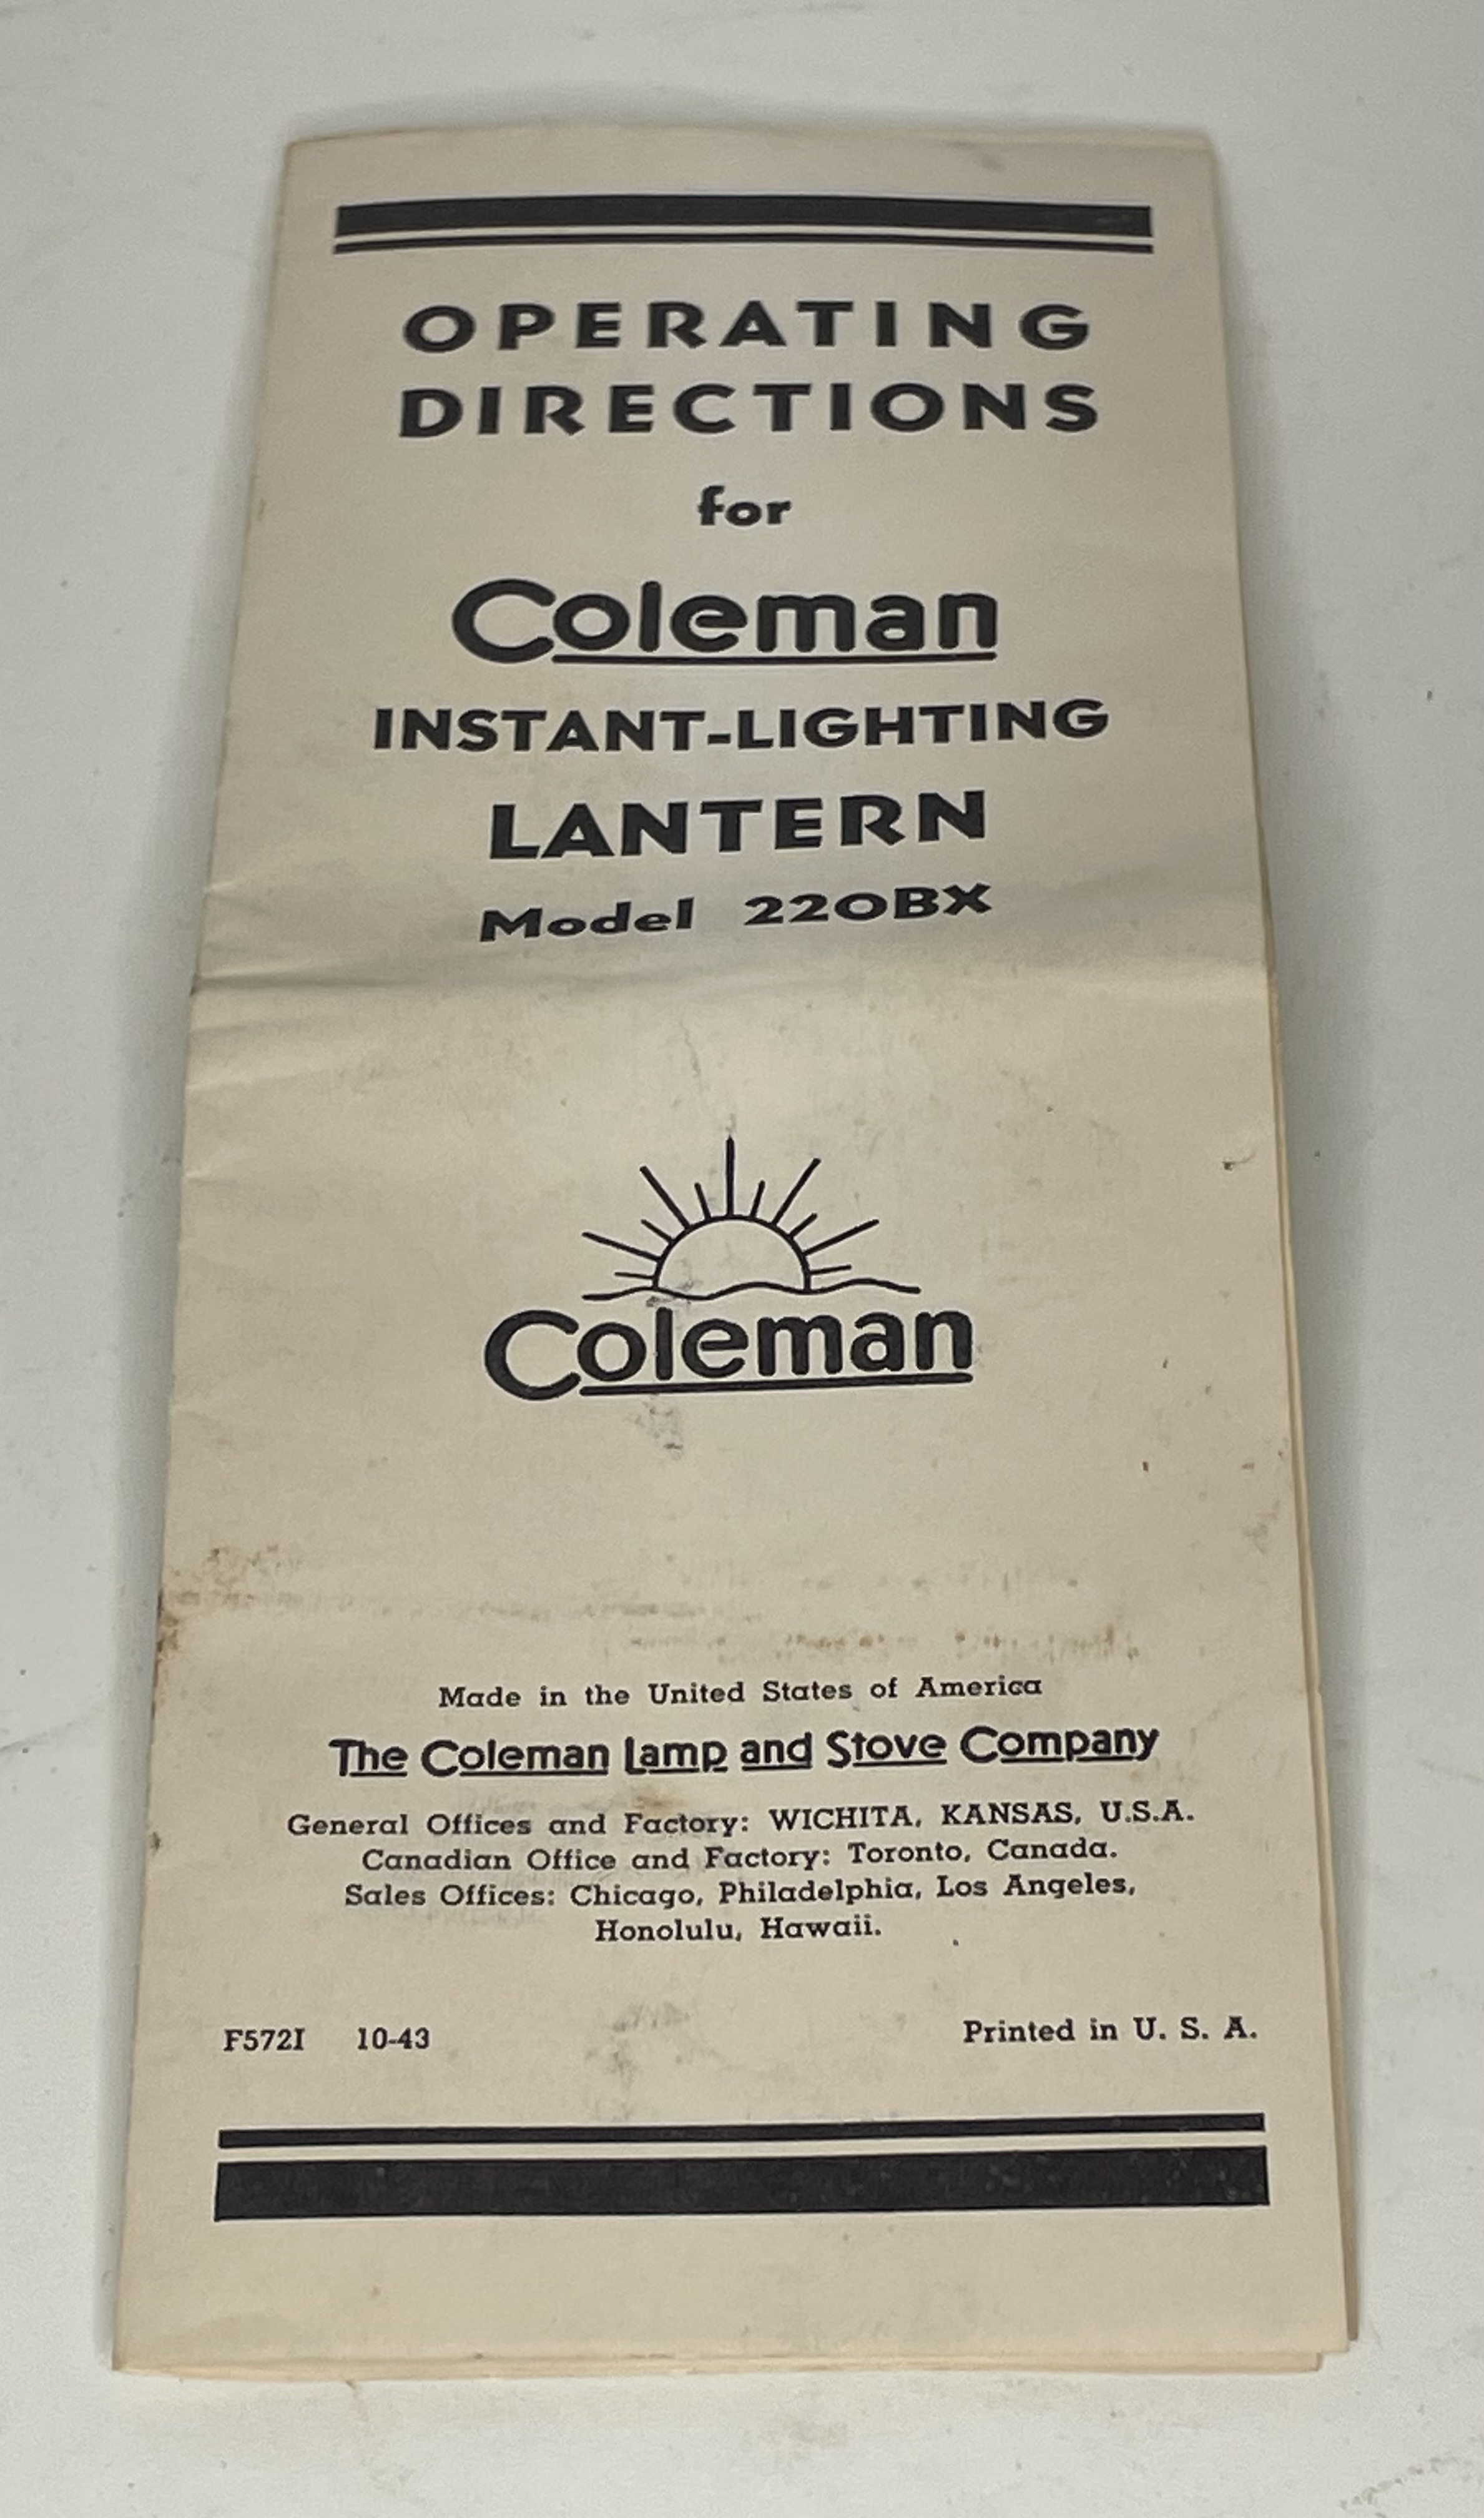 OPERATING
DIRECTIONS
for
Coleman
INSTANT-LIGHTING
LANTERN
Model 220BX
Coleman
Made in the United States of America
The Coleman Lamp and Stove Company
General Offices and Factory: WICHITA, KANSAS, U.S.A.
Canadian Office and Factory: Toronto, Canada.
Sales Offices: Chicago, Philadelphia, Los Angeles,
Honolulu, Hawaii.
F572I 10-43 Printed in U. S. A.